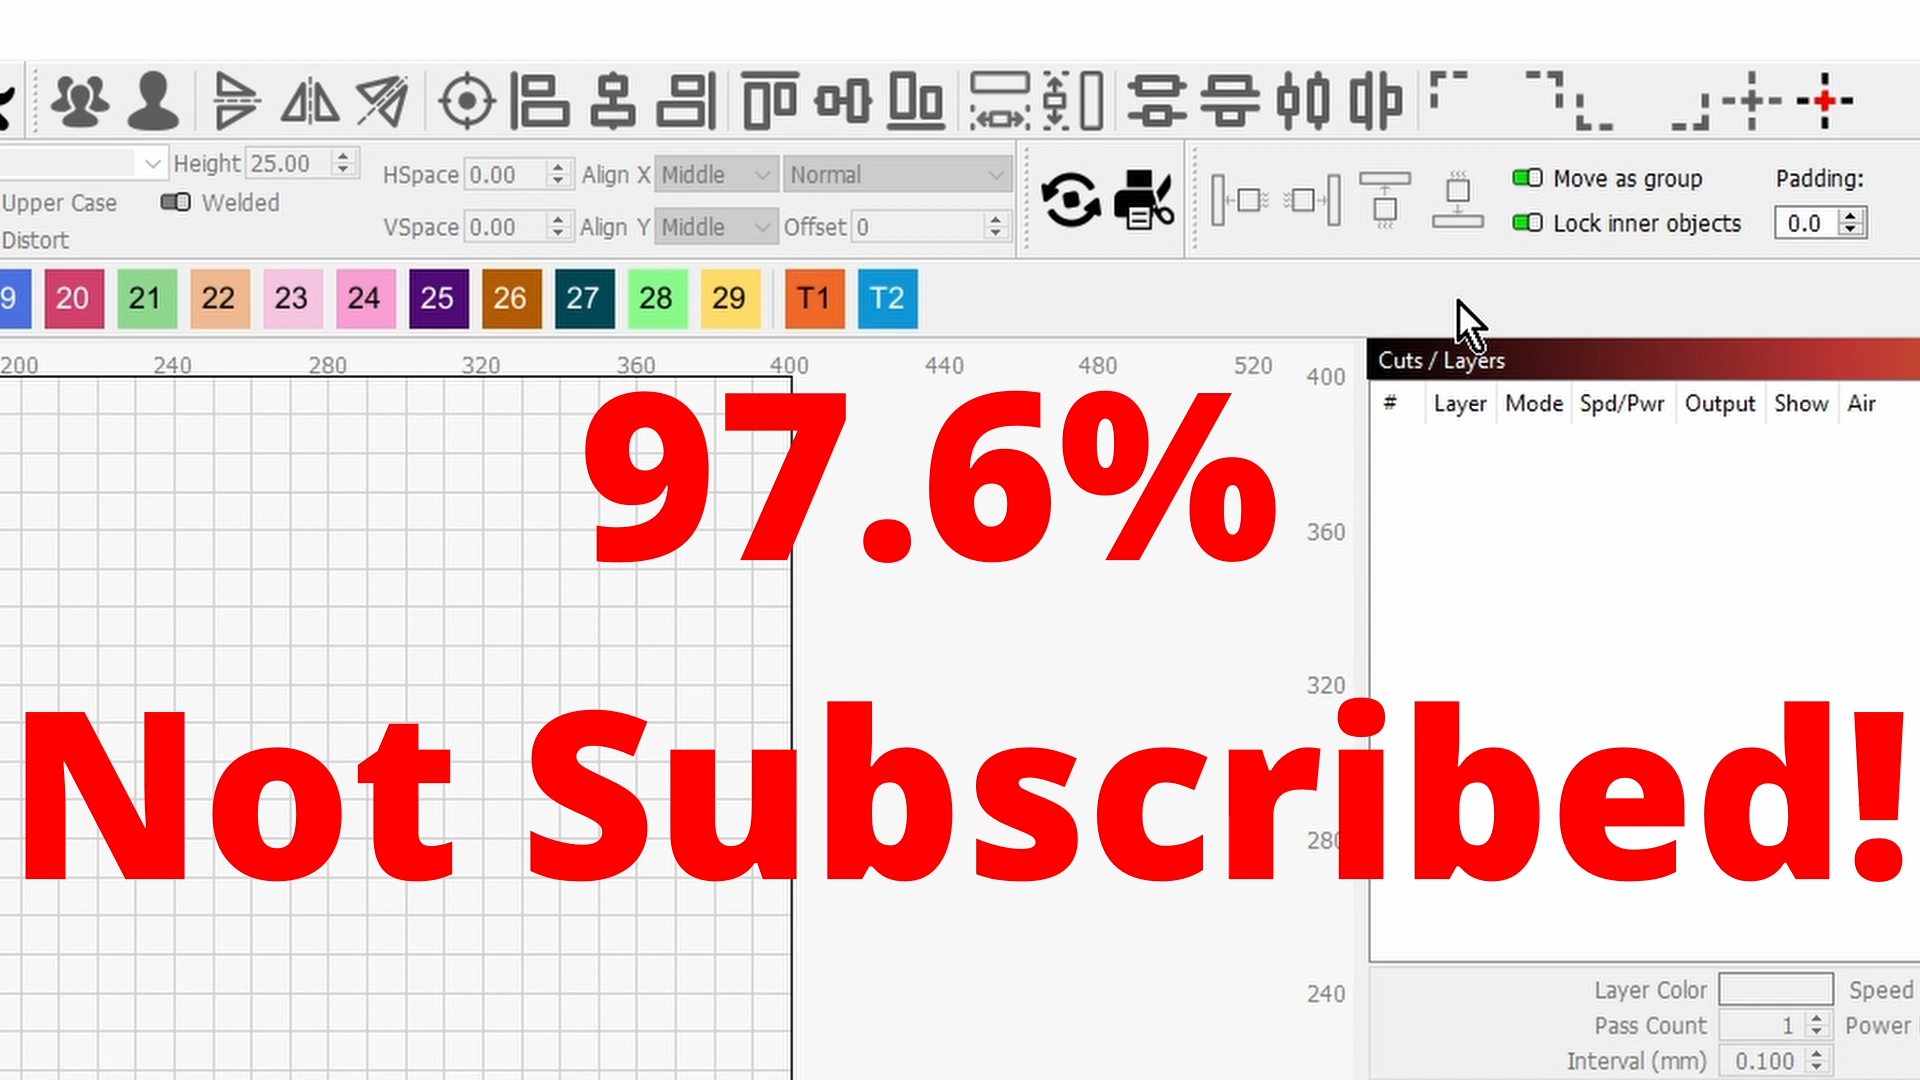 Height 25.00
HSpace 0.00 Align X Middle Normal
Upper Case Welded
VSpace 0.00 Align Y Middle Offset 0
Distort
Move as group
Lock inner objects
Padding:
0.0
9 20 21 22 23 24 25 26 27 28 29 T1 T2
200 240 280 320 360 400 440 480 520
Cuts / Layers
# Layer Mode Spd/Pwr Output Show Air
400
97.6%
360
320
Not Subscribed!
280
240
Layer Color Speed
Pass Count 1 Power
Interval (mm) 0.100